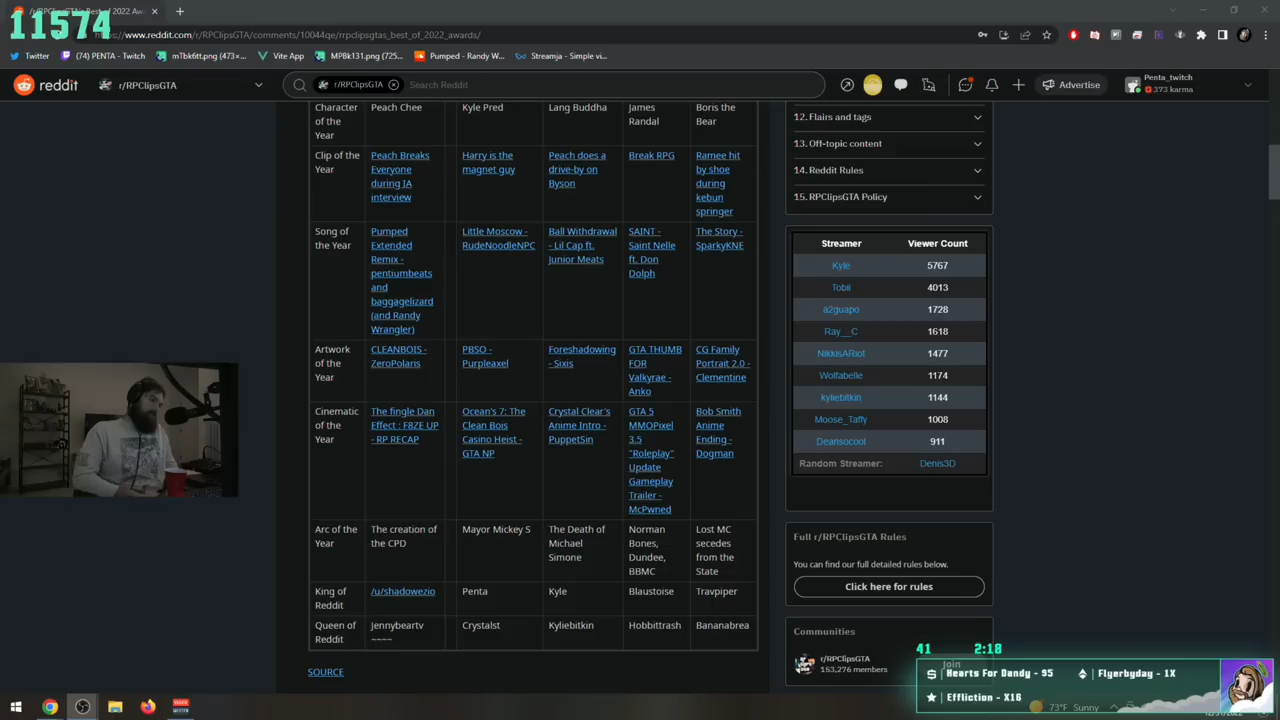 11574
/r/RPClipsGTA's Best of 2022 Aw
https://www.reddit.com/r/RPClipsGTA/comments/10044qe/rrpclipsgtas_best_of_2022_awards/
Twitter
(74) PENTA - Twitch
mTbk6tt.png (473×...
Vite App
MPBk131.png (725...
Pumped - Randy W...
Streamja - Simple vi...
reddit
r/RPClipsGTA
r/RPClipsGTA
Search Reddit
Advertise
Penta_twitch
373 karma
Character of the Year
Peach Chee
Kyle Pred
Lang Buddha
James Randal
Boris the Bear
Clip of the Year
Peach Breaks Everyone during IA interview
Harry is the magnet guy
Peach does a drive-by on Byson
Break RPG
Ramee hit by shoe during kebun springer
Song of the Year
Pumped Extended Remix - pentiumbeats and baggagelizard (and Randy Wrangler)
Little Moscow - RudeNoodleNPC
Ball Withdrawal - Lil Cap ft. Junior Meats
SAINT - Saint Nelle ft. Don Dolph
The Story - SparkyKNE
Artwork of the Year
CLEANBOIS - ZeroPolaris
PBSO - Purpleaxel
Foreshadowing - Sixis
GTA THUMB FOR Valkyrae - Anko
CG Family Portrait 2.0 - Clementine
Cinematic of the Year
The fingle Dan Effect : F8ZE UP - RP RECAP
Ocean's 7: The Clean Bois Casino Heist - GTA NP
Crystal Clear's Anime Intro - PuppetSin
GTA 5 MMOPixel 3.5 "Roleplay" Update Gameplay Trailer - McPwned
Bob Smith Anime Ending - Dogman
Arc of the Year
The creation of the CPD
Mayor Mickey S
The Death of Michael Simone
Norman Bones, Dundee, BBMC
Lost MC secedes from the State
King of Reddit
/u/shadowezio
Penta
Kyle
Blaustoise
Travpiper
Queen of Reddit
Jennybeartv ~~~~
Crystalst
Kyliebitkin
Hobbittrash
Bananabrea
SOURCE
12. Flairs and tags
13. Off-topic content
14. Reddit Rules
15. RPClipsGTA Policy
Streamer Viewer Count
Kyle 5767
Tobii 4013
a2guapo 1728
Ray__C 1618
NikkisARiot 1477
Wolfabelle 1174
kyliebitkin 1144
Moose_Taffy 1008
Deansocool 911
Random Streamer: Denis3D
Full r/RPClipsGTA Rules
You can find our full detailed rules below.
Click here for rules
Communities
r/RPClipsGTA
153,276 members
Join
41 2:18
Hearts For Dandy - $5
Flyerbyday - 1X
Effliction - X16
73°F Sunny